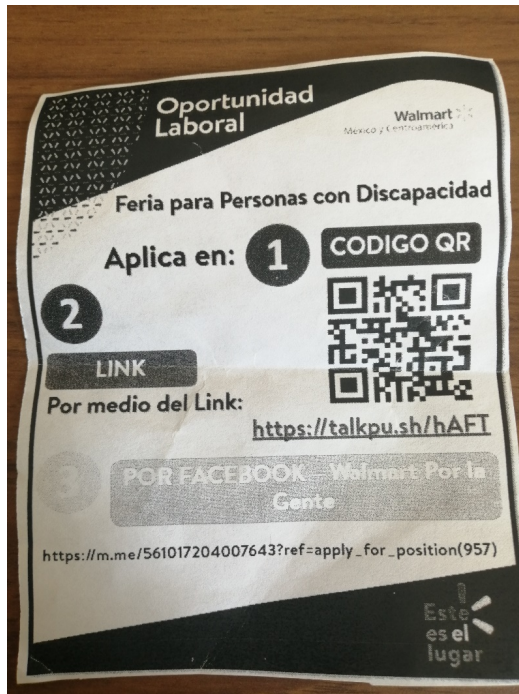 Oportunidad
Laboral
Walmart
México y Centroamérica
Feria para Personas con Discapacidad
Aplica en:
1
CODIGO QR
2
LINK
Por medio del Link:
https://talkpu.sh/hAFT
3
POR FACEBOOK – Walmart Por la
Gente
https://m.me/561017204007643?ref=apply_for_position(957)
Este
es el
lugar